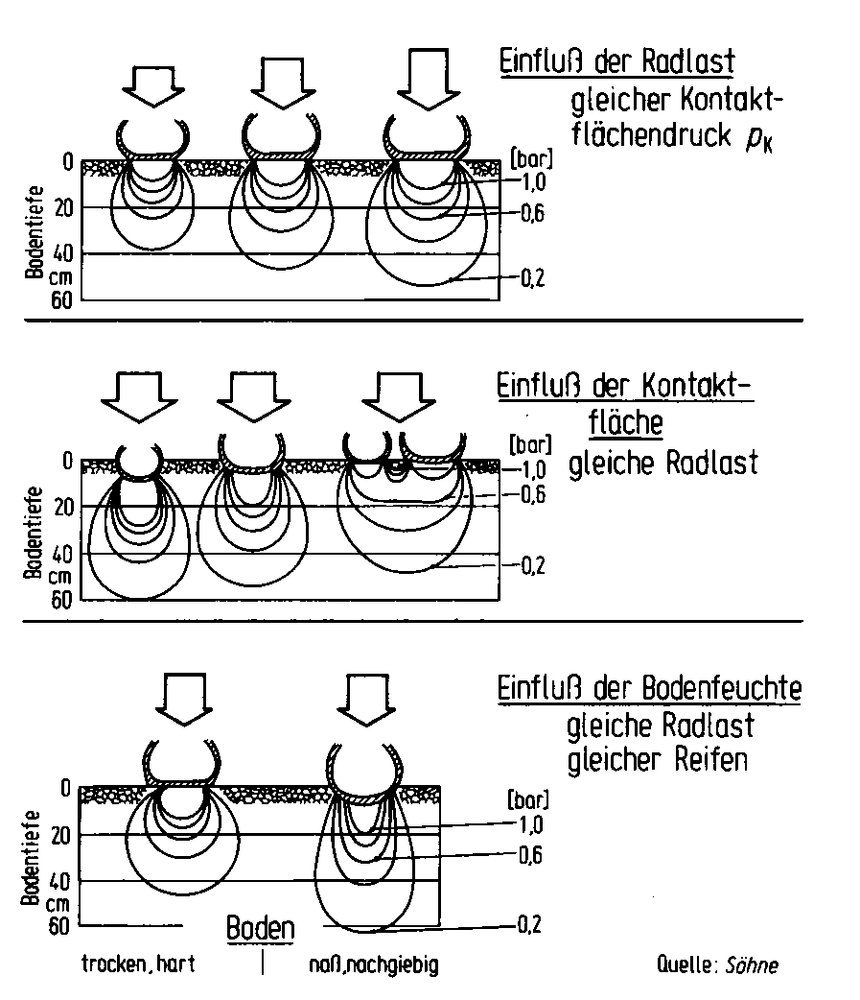 Einfluß der Radlast
gleicher Kontakt-
flächendruck pK
[bar]
0
20
40
cm
60
Bodentiefe
1,0
0,6
0,2
Einfluß der Kontakt-
fläche
gleiche Radlast
[bar]
0
20
40
cm
60
Bodentiefe
1,0
0,6
0,2
Einfluß der Bodenfeuchte
gleiche Radlast
gleicher Reifen
[bar]
0
20
40
cm
60
Bodentiefe
1,0
0,6
0,2
Boden
trocken, hart | naß, nachgiebig
Quelle: Söhne